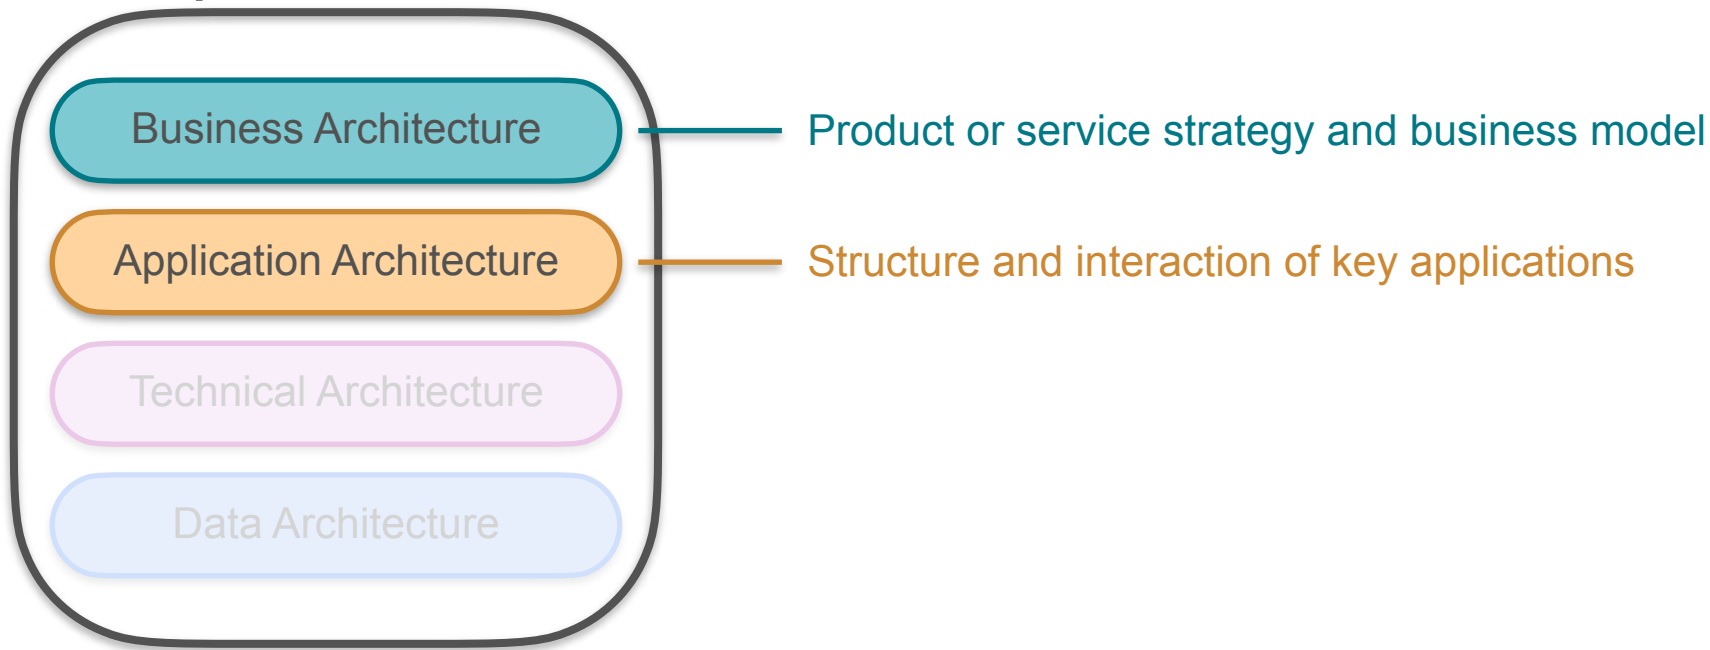 Business Architecture
Product or service strategy and business model
Application Architecture
Structure and interaction of key applications
Technical Architecture
Data Architecture